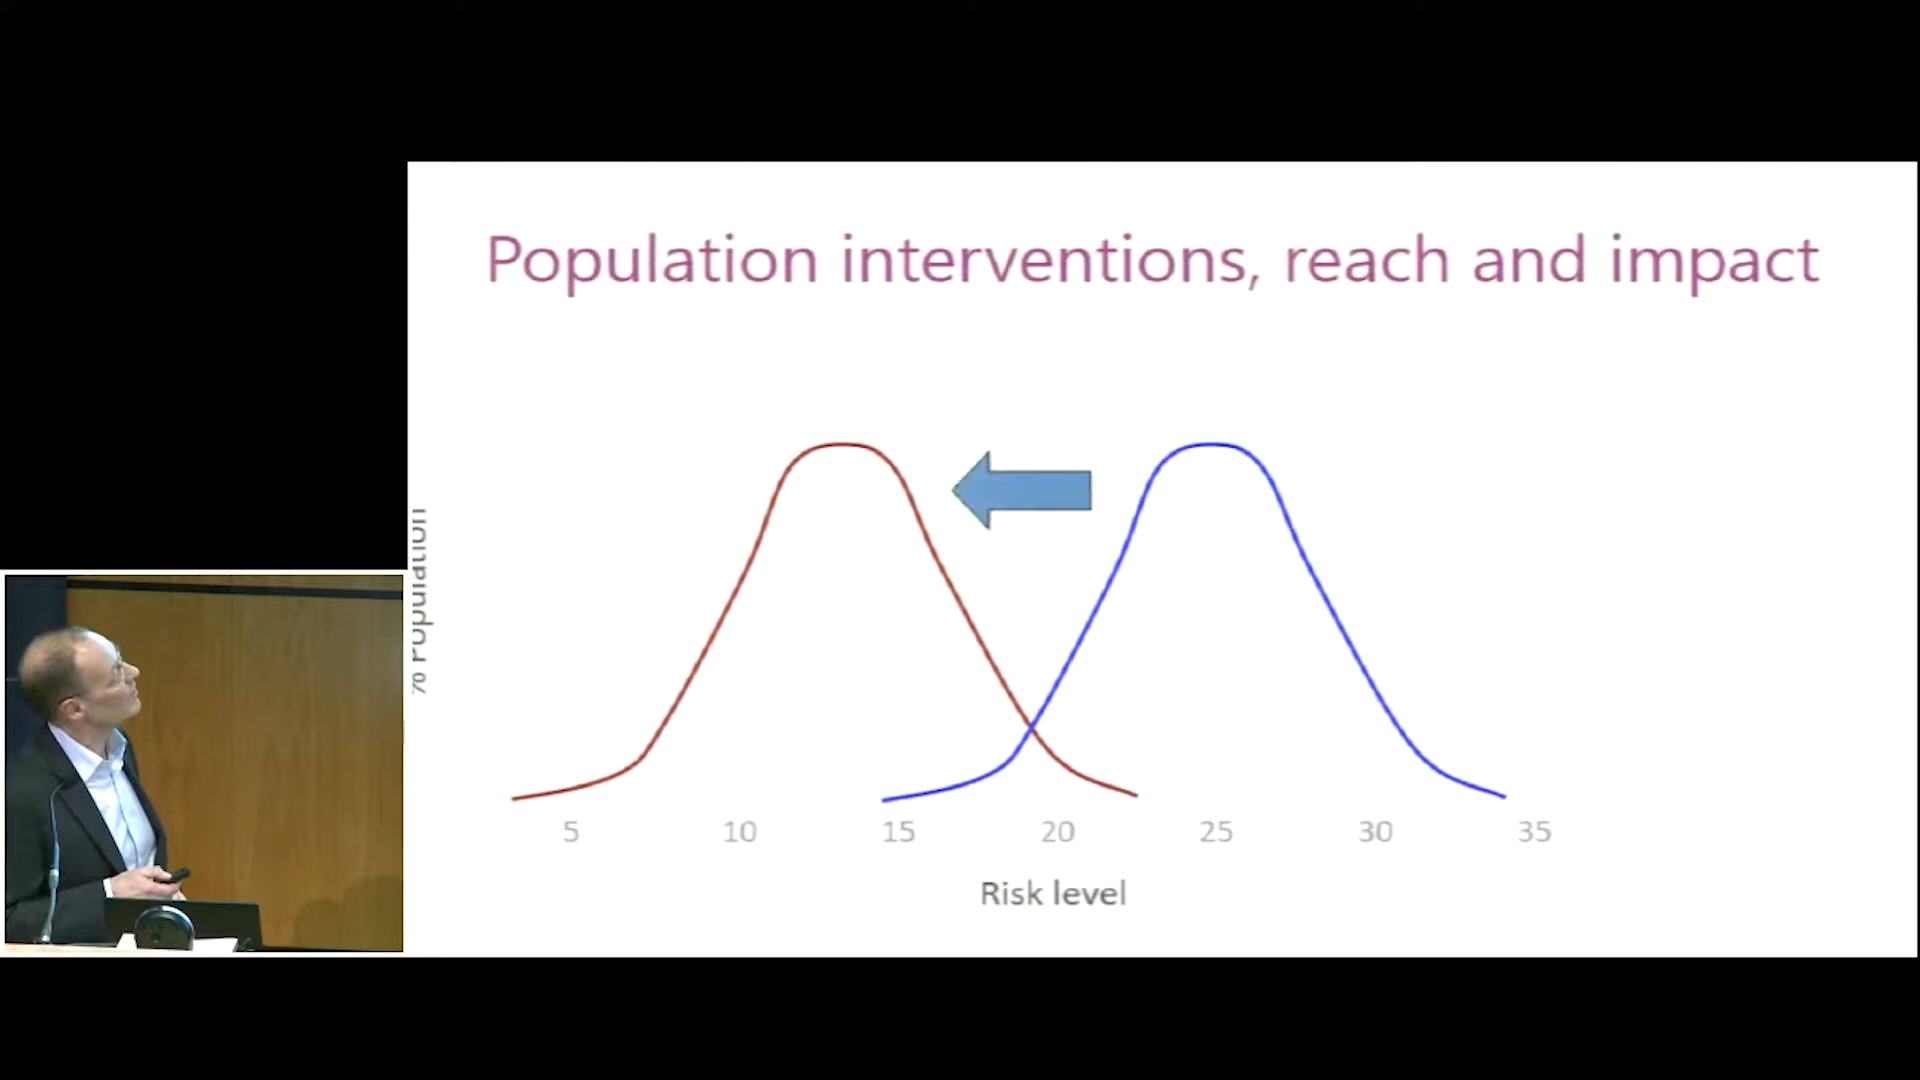 Population interventions, reach and impact
% Population
5 10 15 20 25 30 35
Risk level